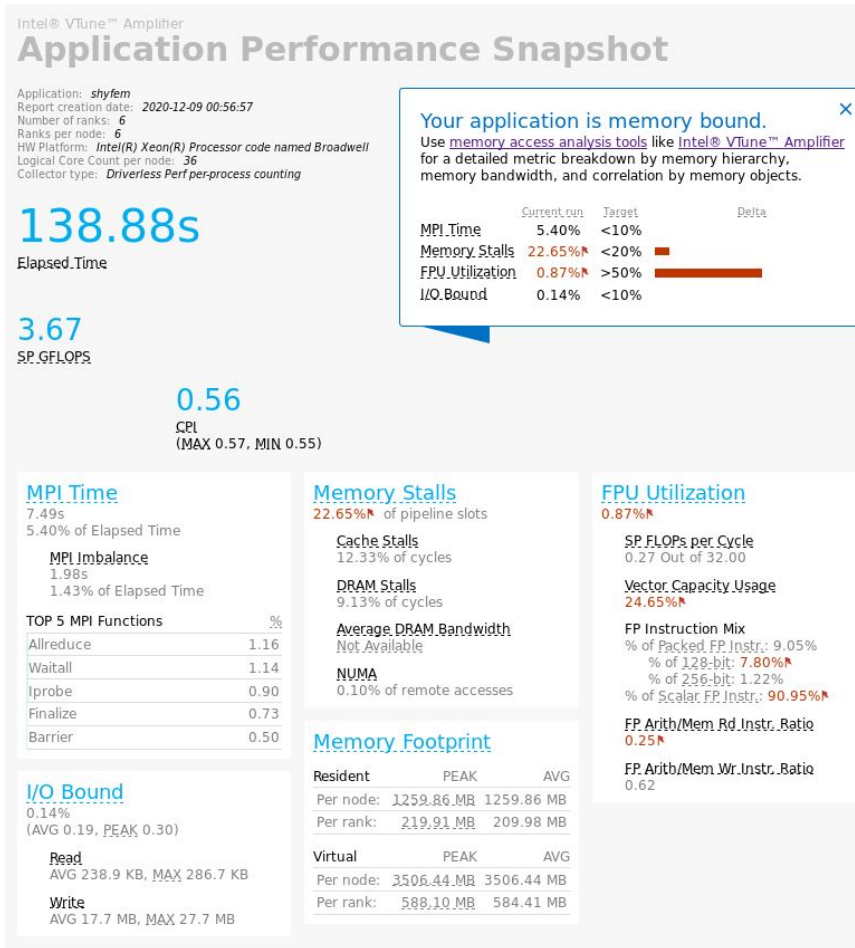 Intel® VTune™ Amplifier
Application Performance Snapshot
Application: shyfem
Report creation date: 2020-12-09 00:56:57
Number of ranks: 6
Ranks per node: 6
HW Platform: Intel(R) Xeon(R) Processor code named Broadwell
Logical Core Count per node: 36
Collector type: Driverless Perf per-process counting
138.88s
Elapsed Time
3.67
SP GFLOPS
0.56
CPI
(MAX 0.57, MIN 0.55)
Your application is memory bound.
Use memory access analysis tools like Intel® VTune™ Amplifier
for a detailed metric breakdown by memory hierarchy,
memory bandwidth, and correlation by memory objects.
Current run Target Delta
MPI Time 5.40% <10%
Memory Stalls 22.65% <20%
FPU Utilization 0.87% >50%
I/O Bound 0.14% <10%
MPI Time
7.49s
5.40% of Elapsed Time
MPI Imbalance
1.98s
1.43% of Elapsed Time
TOP 5 MPI Functions %
Allreduce 1.16
Waitall 1.14
Iprobe 0.90
Finalize 0.73
Barrier 0.50
I/O Bound
0.14%
(AVG 0.19, PEAK 0.30)
Read
AVG 238.9 KB, MAX 286.7 KB
Write
AVG 17.7 MB, MAX 27.7 MB
Memory Stalls
22.65% of pipeline slots
Cache Stalls
12.33% of cycles
DRAM Stalls
9.13% of cycles
Average DRAM Bandwidth
Not Available
NUMA
0.10% of remote accesses
Memory Footprint
Resident PEAK AVG
Per node: 1259.86 MB 1259.86 MB
Per rank: 219.91 MB 209.98 MB
Virtual PEAK AVG
Per node: 3506.44 MB 3506.44 MB
Per rank: 588.10 MB 584.41 MB
FPU Utilization
0.87%
SP FLOPs per Cycle
0.27 Out of 32.00
Vector Capacity Usage
24.65%
FP Instruction Mix
% of Packed FP Instr.: 9.05%
% of 128-bit: 7.80%
% of 256-bit: 1.22%
% of Scalar FP Instr.: 90.95%
FP Arith/Mem Rd Instr. Ratio
0.25
FP Arith/Mem Wr Instr. Ratio
0.62